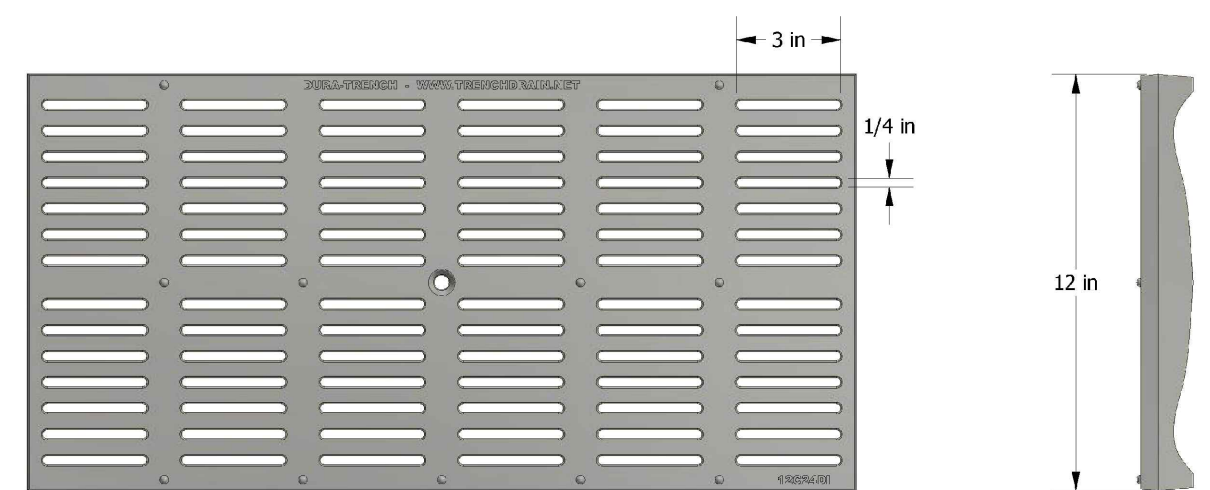 3 in
DURA-TRENCH - WWW.TRENCHDRAIN.NET
1/4 in
12 in
12G24DI